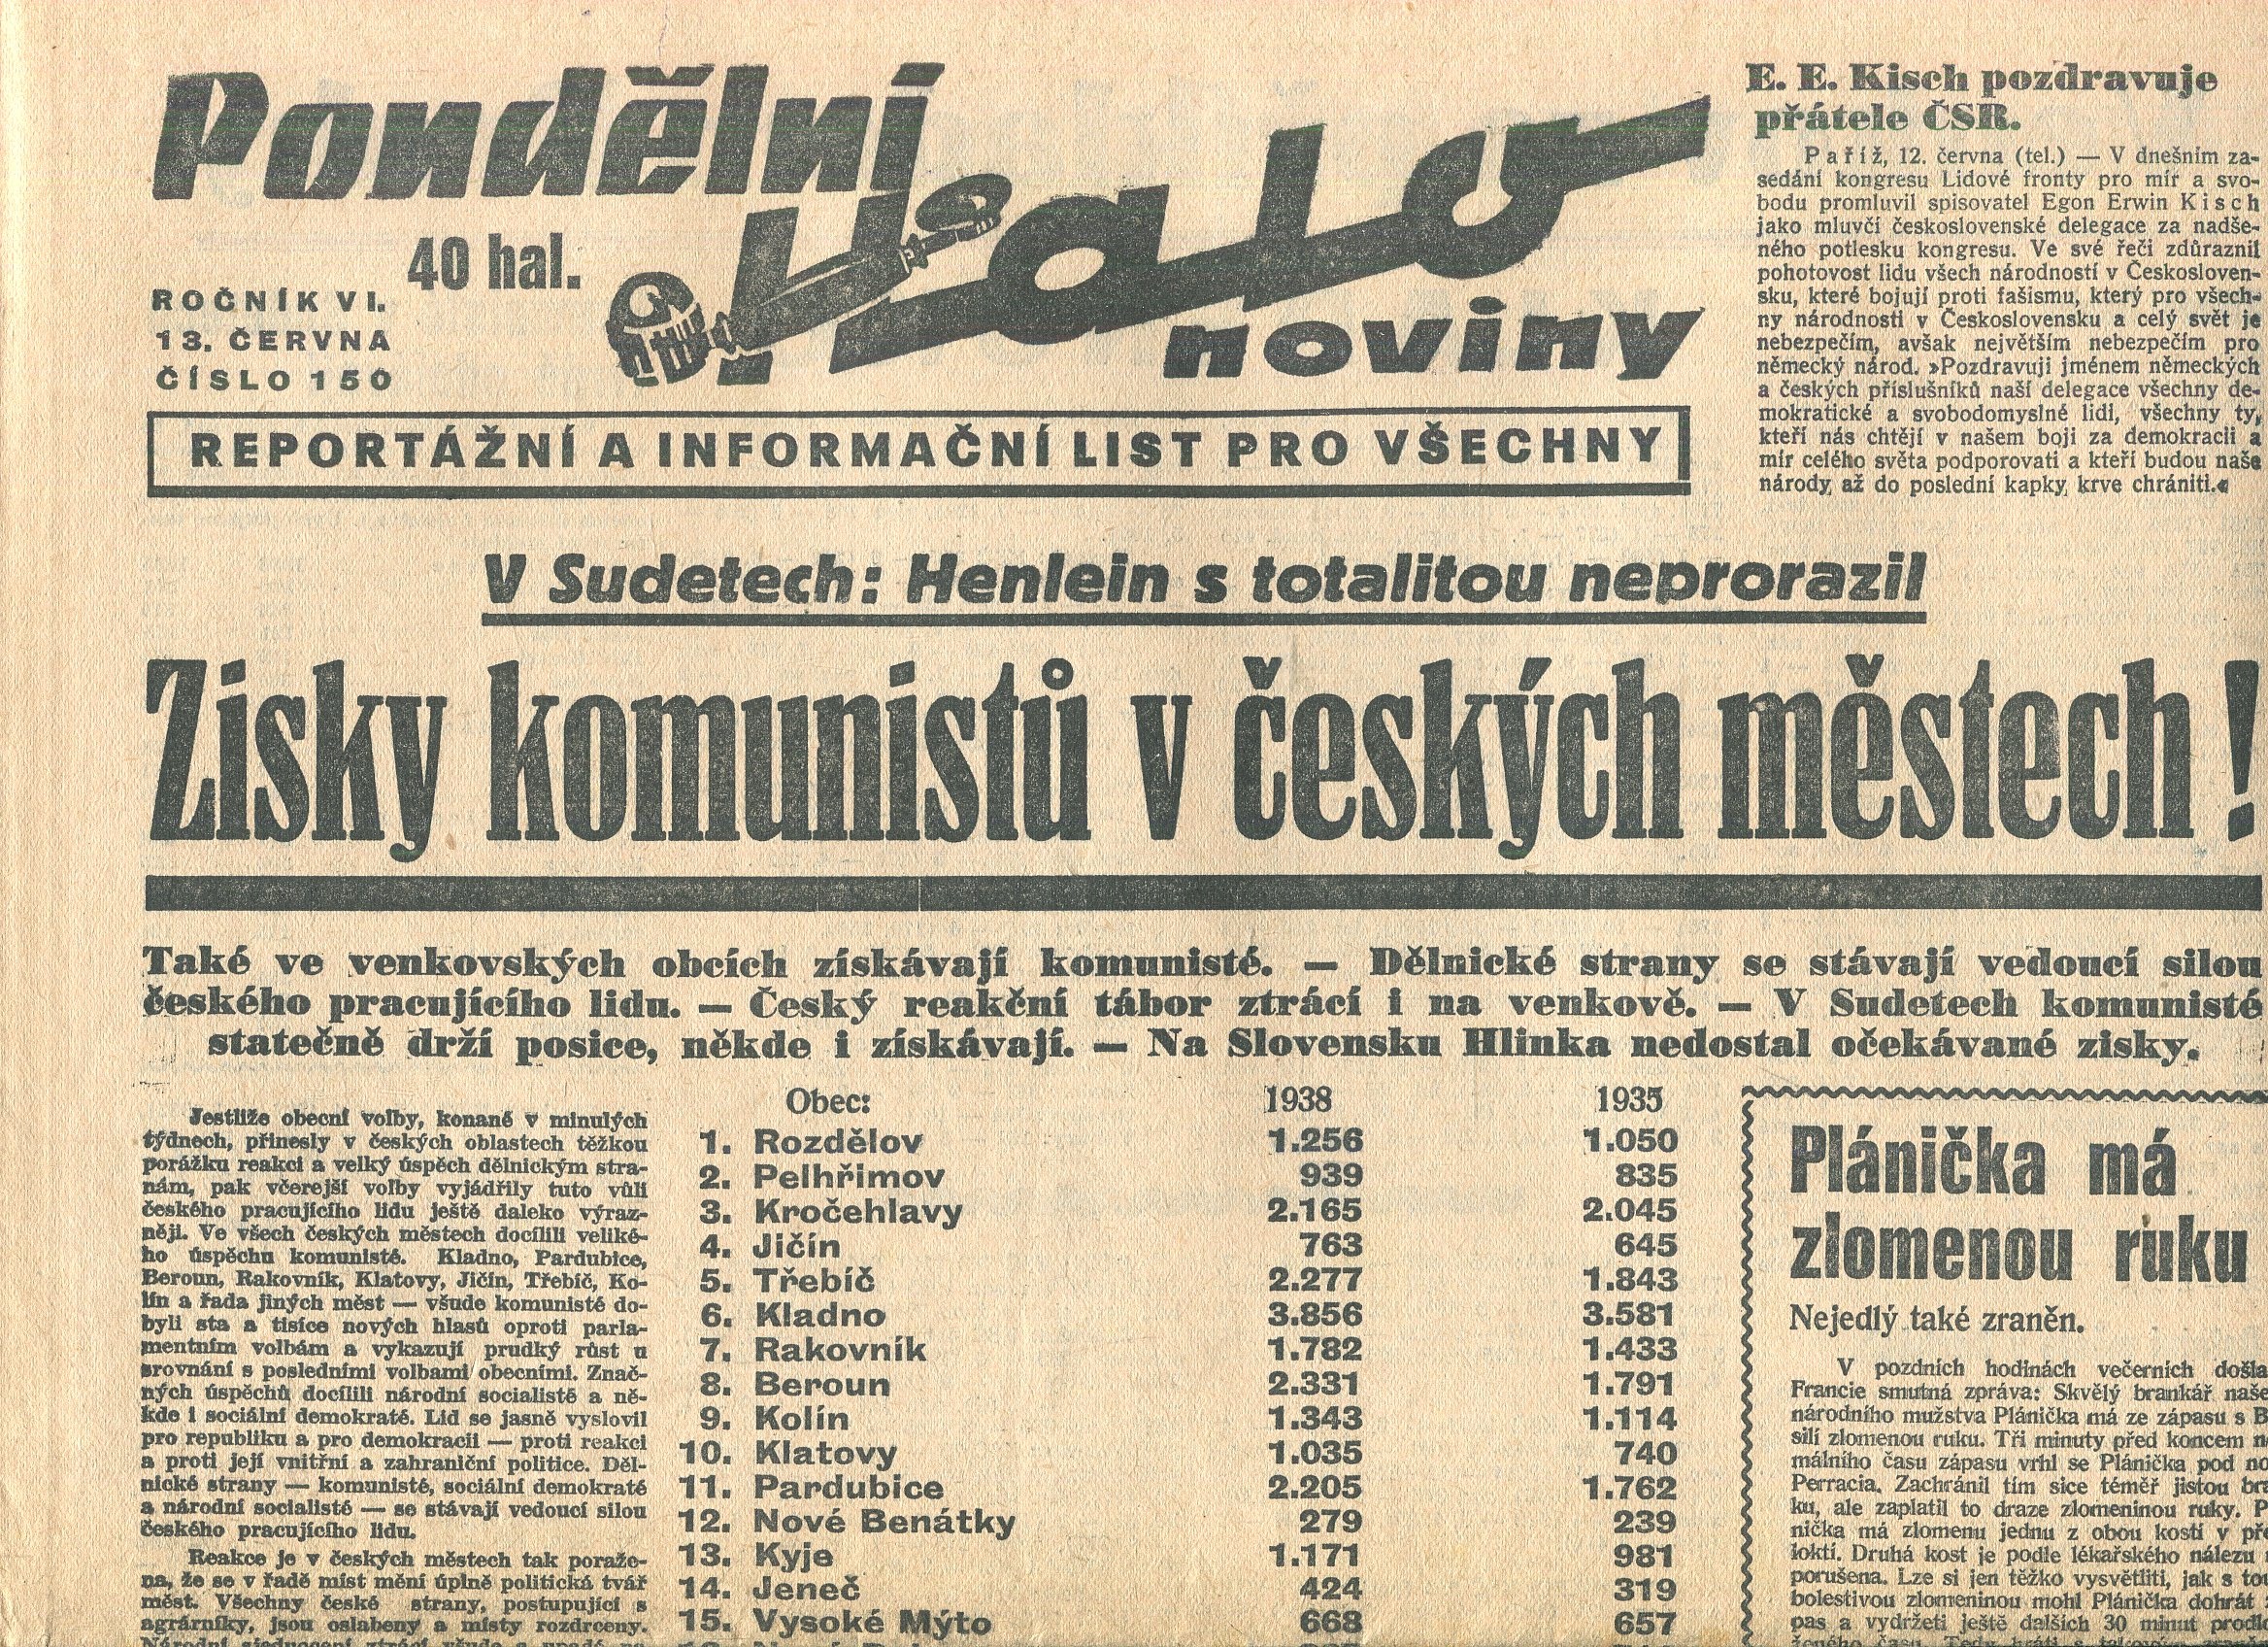 Pondělní
Halo
noviny
40 hal.
ROČNÍK VI.
13. ČERVNA
ČÍSLO 150
REPORTÁŽNÍ A INFORMAČNÍ LIST PRO VŠECHNY
E. E. Kisch pozdravuje
přátele ČSR.
Paříž, 12. června (tel.) — V dnešním za-
sedání kongresu Lidové fronty pro mír a svo-
bodu promluvil spisovatel Egon Erwin Kisch
jako mluvčí československé delegace za nadše-
ného potlesku kongresu. Ve své řeči zdůraznil
pohotovost lidu všech národností v Českosloven-
sku, které bojují proti fašismu, který pro všech-
ny národnosti v Československu a celý svět je
nebezpečím, avšak největším nebezpečím pro
německý národ. »Pozdravuji jménem německých
a českých příslušníků naší delegace všechny de-
mokratické a svobodomyslné lidi, všechny ty,
kteří nás chtějí v našem boji za demokracii a
mír celého světa podporovati a kteří budou naše
národy až do poslední kapky krve chrániti.«
V Sudetech: Henlein s totalitou neprorazil
Zisky komunistů v českých městech!
Také ve venkovských obcích získávají komunisté. — Dělnické strany se stávají vedoucí silou
českého pracujícího lidu. — Český reakční tábor ztrácí i na venkově. — V Sudetech komunisté
statečně drží posice, někde i získávají. — Na Slovensku Hlinka nedostal očekávané zisky.
Jestliže obecní volby, konané v minulých
týdnech, přinesly v českých oblastech těžkou
porážku reakci a velký úspěch dělnickým stra-
nám, pak včerejší volby vyjádřily tuto vůli
českého pracujícího lidu ještě daleko výraz-
něji. Ve všech českých městech docílili veliké-
ho úspěchu komunisté. Kladno, Pardubice,
Beroun, Rakovník, Klatovy, Jičín, Třebíč, Ko-
lín a řada jiných měst — všude komunisté do-
byli sta a tisíce nových hlasů oproti parla-
mentním volbám a vykazují prudký růst u
srovnání s posledními volbami obecními. Znač-
ných úspěchů docílili národní socialisté a ně-
kde i sociální demokraté. Lid se jasně vyslovil
pro republiku a pro demokracii — proti reakci
a proti její vnitřní a zahraniční politice. Děl-
nické strany — komunisté, sociální demokraté
a národní socialisté — se stávají vedoucí silou
českého pracujícího lidu.
Reakce je v českých městech tak poraže-
na, že se v řadě míst mění úplně politická tvář
měst. Všechny české strany, postupující s
agrárníky, jsou oslabeny a místy rozdrceny.
Obec: 1938 1935
1. Rozdělov 1.256 1.050
2. Pelhřimov 939 835
3. Kročehlavy 2.165 2.045
4. Jičín 763 645
5. Třebíč 2.277 1.843
6. Kladno 3.856 3.581
7. Rakovník 1.782 1.433
8. Beroun 2.331 1.791
9. Kolín 1.343 1.114
10. Klatovy 1.035 740
11. Pardubice 2.205 1.762
12. Nové Benátky 279 239
13. Kyje 1.171 981
14. Jeneč 424 319
15. Vysoké Mýto 668 657
Plánička má
zlomenou ruku
Nejedlý také zraněn.
V pozdních hodinách večerních došla
Francie smutná zpráva: Skvělý brankář naše
národního mužstva Plánička má ze zápasu s B
silí zlomenou ruku. Tři minuty před koncem n
málního času zápasu vrhl se Plánička pod no
Perracia. Zachránil tím sice téměř jistou bra
ku, ale zaplatil to draze zlomeninou ruky. P
nička má zlomenu jednu z obou kostí v pře
loktí. Druhá kost je podle lékařského nálezu
porušena. Lze si jen těžko vysvětliti, jak s tou
bolestivou zlomeninou mohl Plánička dohrát
pas a vydržeti ještě dalších 30 minut prodl